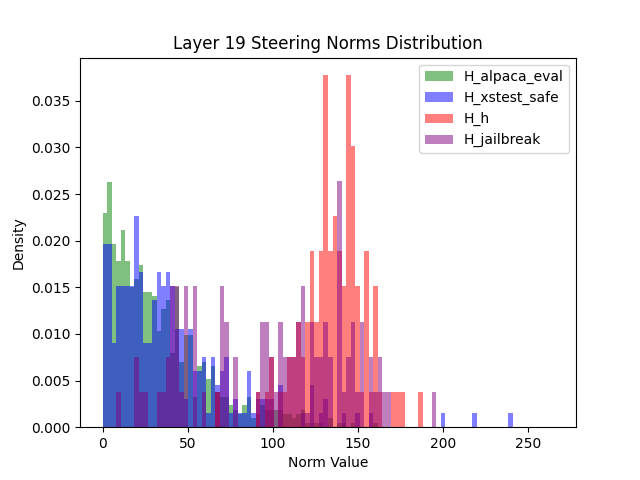 Layer 19 Steering Norms Distribution
H_alpaca_eval
H_xstest_safe
H_h
H_jailbreak
Density
0.035
0.030
0.025
0.020
0.015
0.010
0.005
0.000
0
50
100
150
200
250
Norm Value